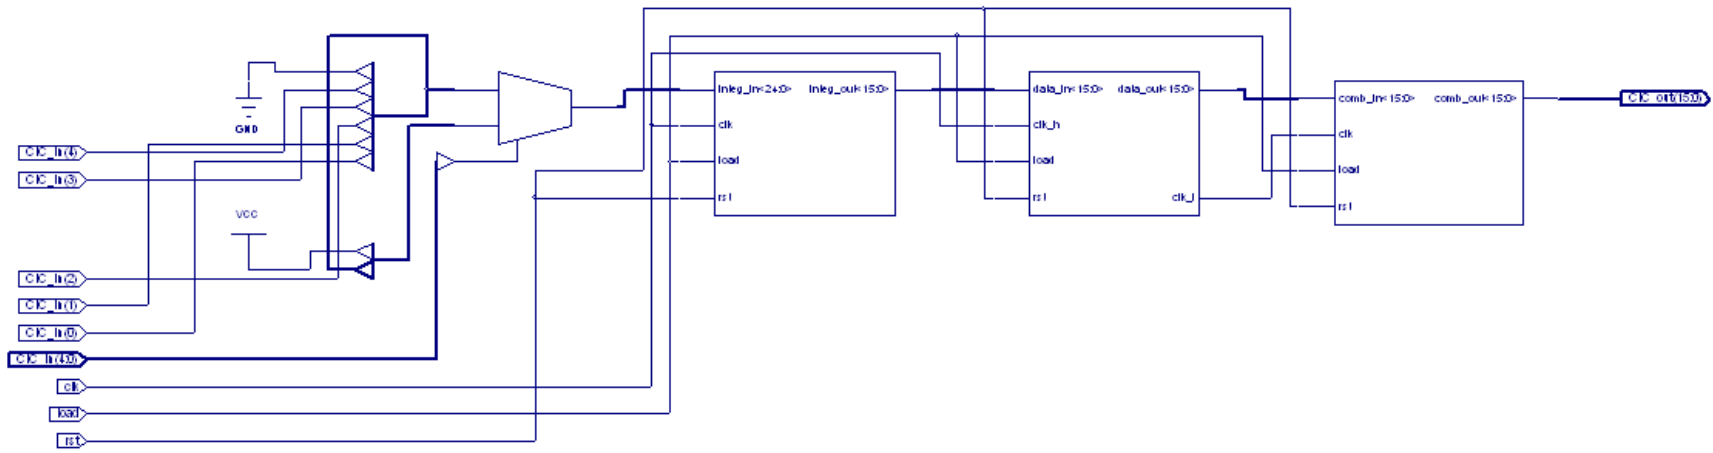 Integ_in<24:0>
Integ_out<15:0>
data_in<15:0>
data_out<15:0>
comb_in<15:0>
comb_out<15:0>
CIC_out(15:0)
GND
clk
clk_h
clk
CIC_In(4)
load
load
load
CIC_In(3)
rst
rst
clk_l
rst
VCC
CIC_In(2)
CIC_In(1)
CIC_In(0)
CIC_In(4:0)
clk
load
rst